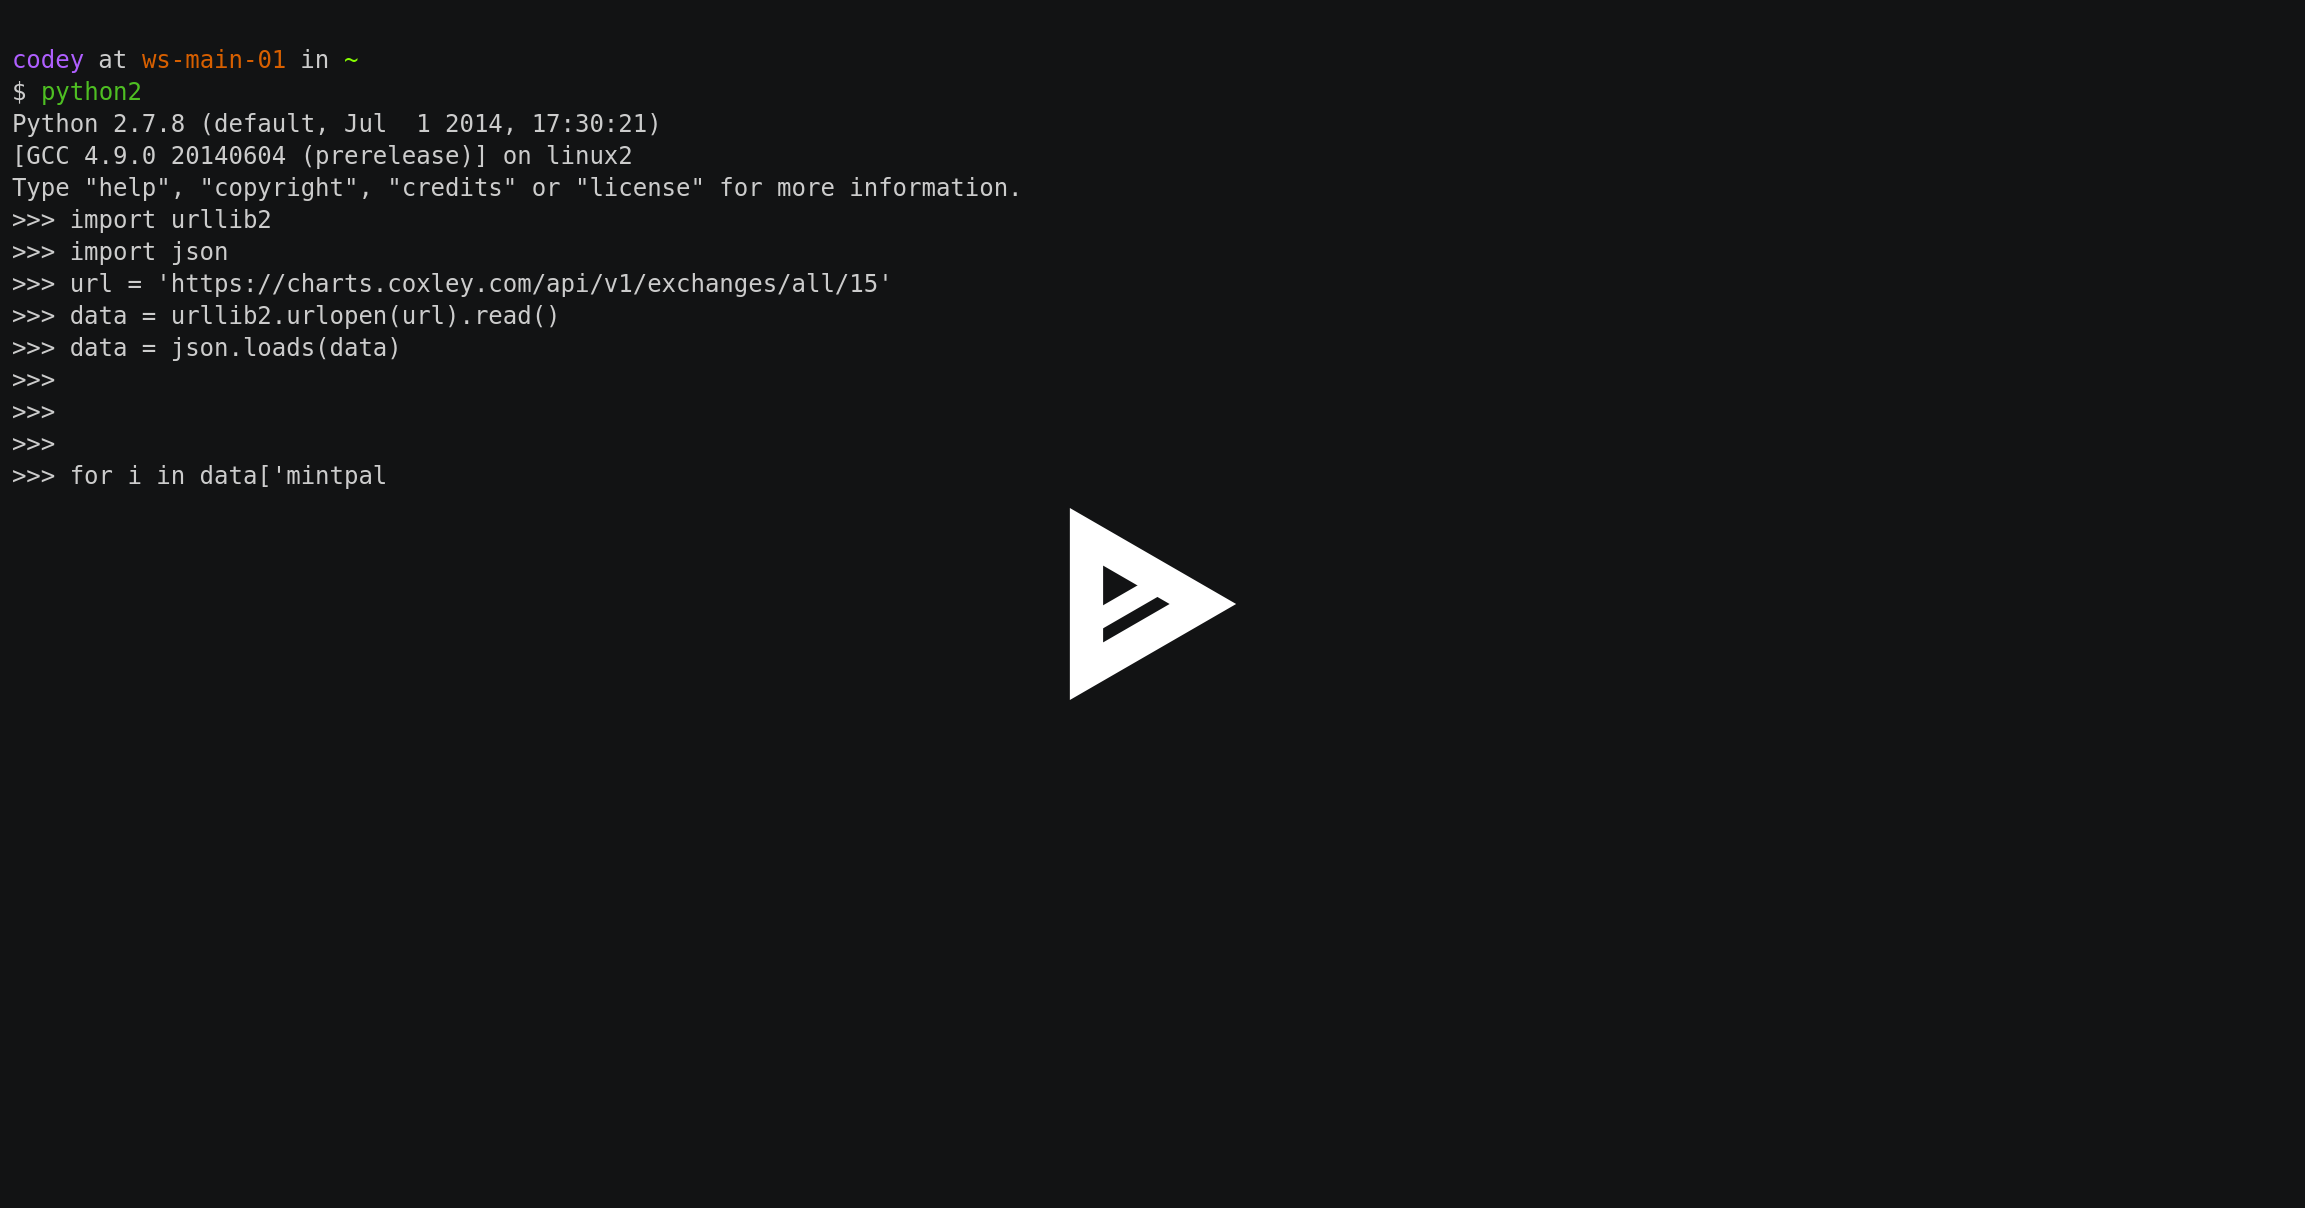 codey at ws-main-01 in ~
$ python2
Python 2.7.8 (default, Jul  1 2014, 17:30:21)
[GCC 4.9.0 20140604 (prerelease)] on linux2
Type "help", "copyright", "credits" or "license" for more information.
>>> import urllib2
>>> import json
>>> url = 'https://charts.coxley.com/api/v1/exchanges/all/15'
>>> data = urllib2.urlopen(url).read()
>>> data = json.loads(data)
>>>
>>>
>>>
>>> for i in data['mintpal